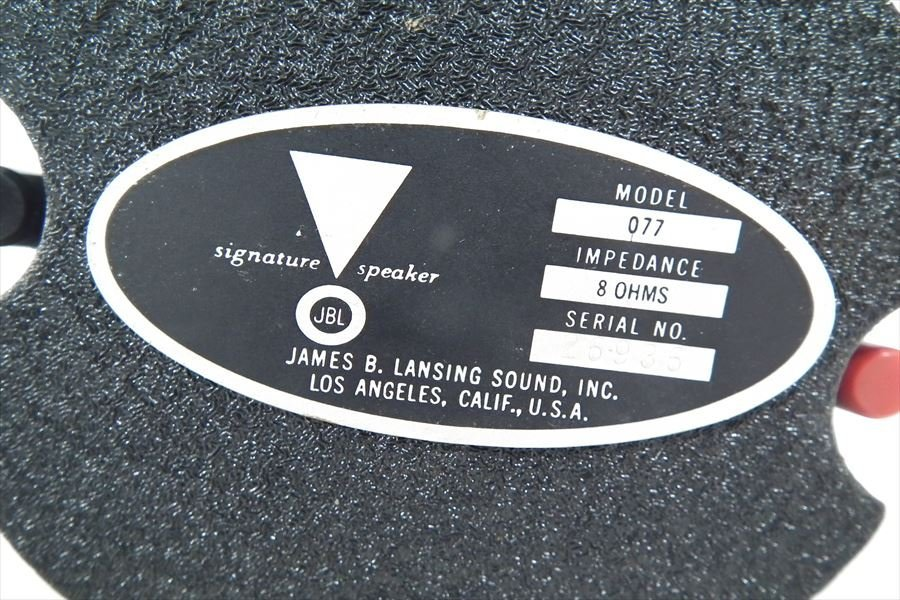 signature speaker
JBL
JAMES B. LANSING SOUND, INC.
LOS ANGELES, CALIF., U.S.A.
MODEL
077
IMPEDANCE
8 OHMS
SERIAL NO.